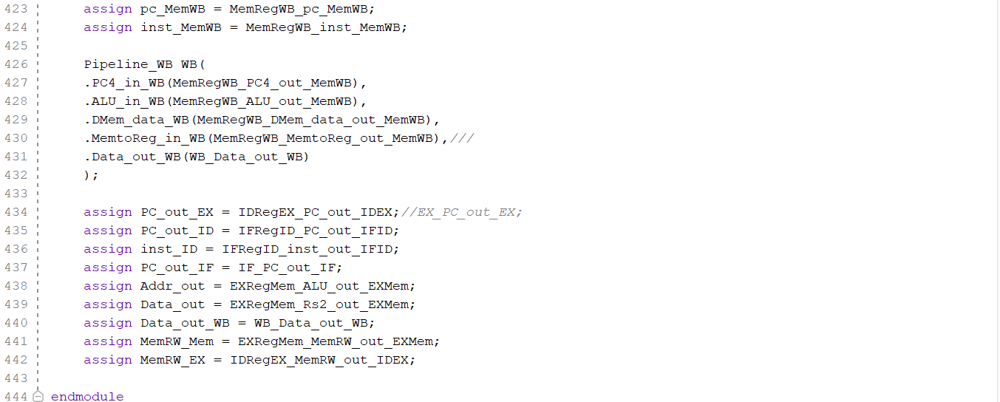 423 assign pc_MemWB = MemRegWB_pc_MemWB;
424 assign inst_MemWB = MemRegWB_inst_MemWB;
425
426 Pipeline_WB WB(
427 .PC4_in_WB(MemRegWB_PC4_out_MemWB),
428 .ALU_in_WB(MemRegWB_ALU_out_MemWB),
429 .DMem_data_WB(MemRegWB_DMem_data_out_MemWB),
430 .MemtoReg_in_WB(MemRegWB_MemtoReg_out_MemWB),///
431 .Data_out_WB(WB_Data_out_WB)
432 );
433
434 assign PC_out_EX = IDRegEX_PC_out_IDEX;//EX_PC_out_EX;
435 assign PC_out_ID = IFRegID_PC_out_IFID;
436 assign inst_ID = IFRegID_inst_out_IFID;
437 assign PC_out_IF = IF_PC_out_IF;
438 assign Addr_out = EXRegMem_ALU_out_EXMem;
439 assign Data_out = EXRegMem_Rs2_out_EXMem;
440 assign Data_out_WB = WB_Data_out_WB;
441 assign MemRW_Mem = EXRegMem_MemRW_out_EXMem;
442 assign MemRW_EX = IDRegEX_MemRW_out_IDEX;
443
444 endmodule